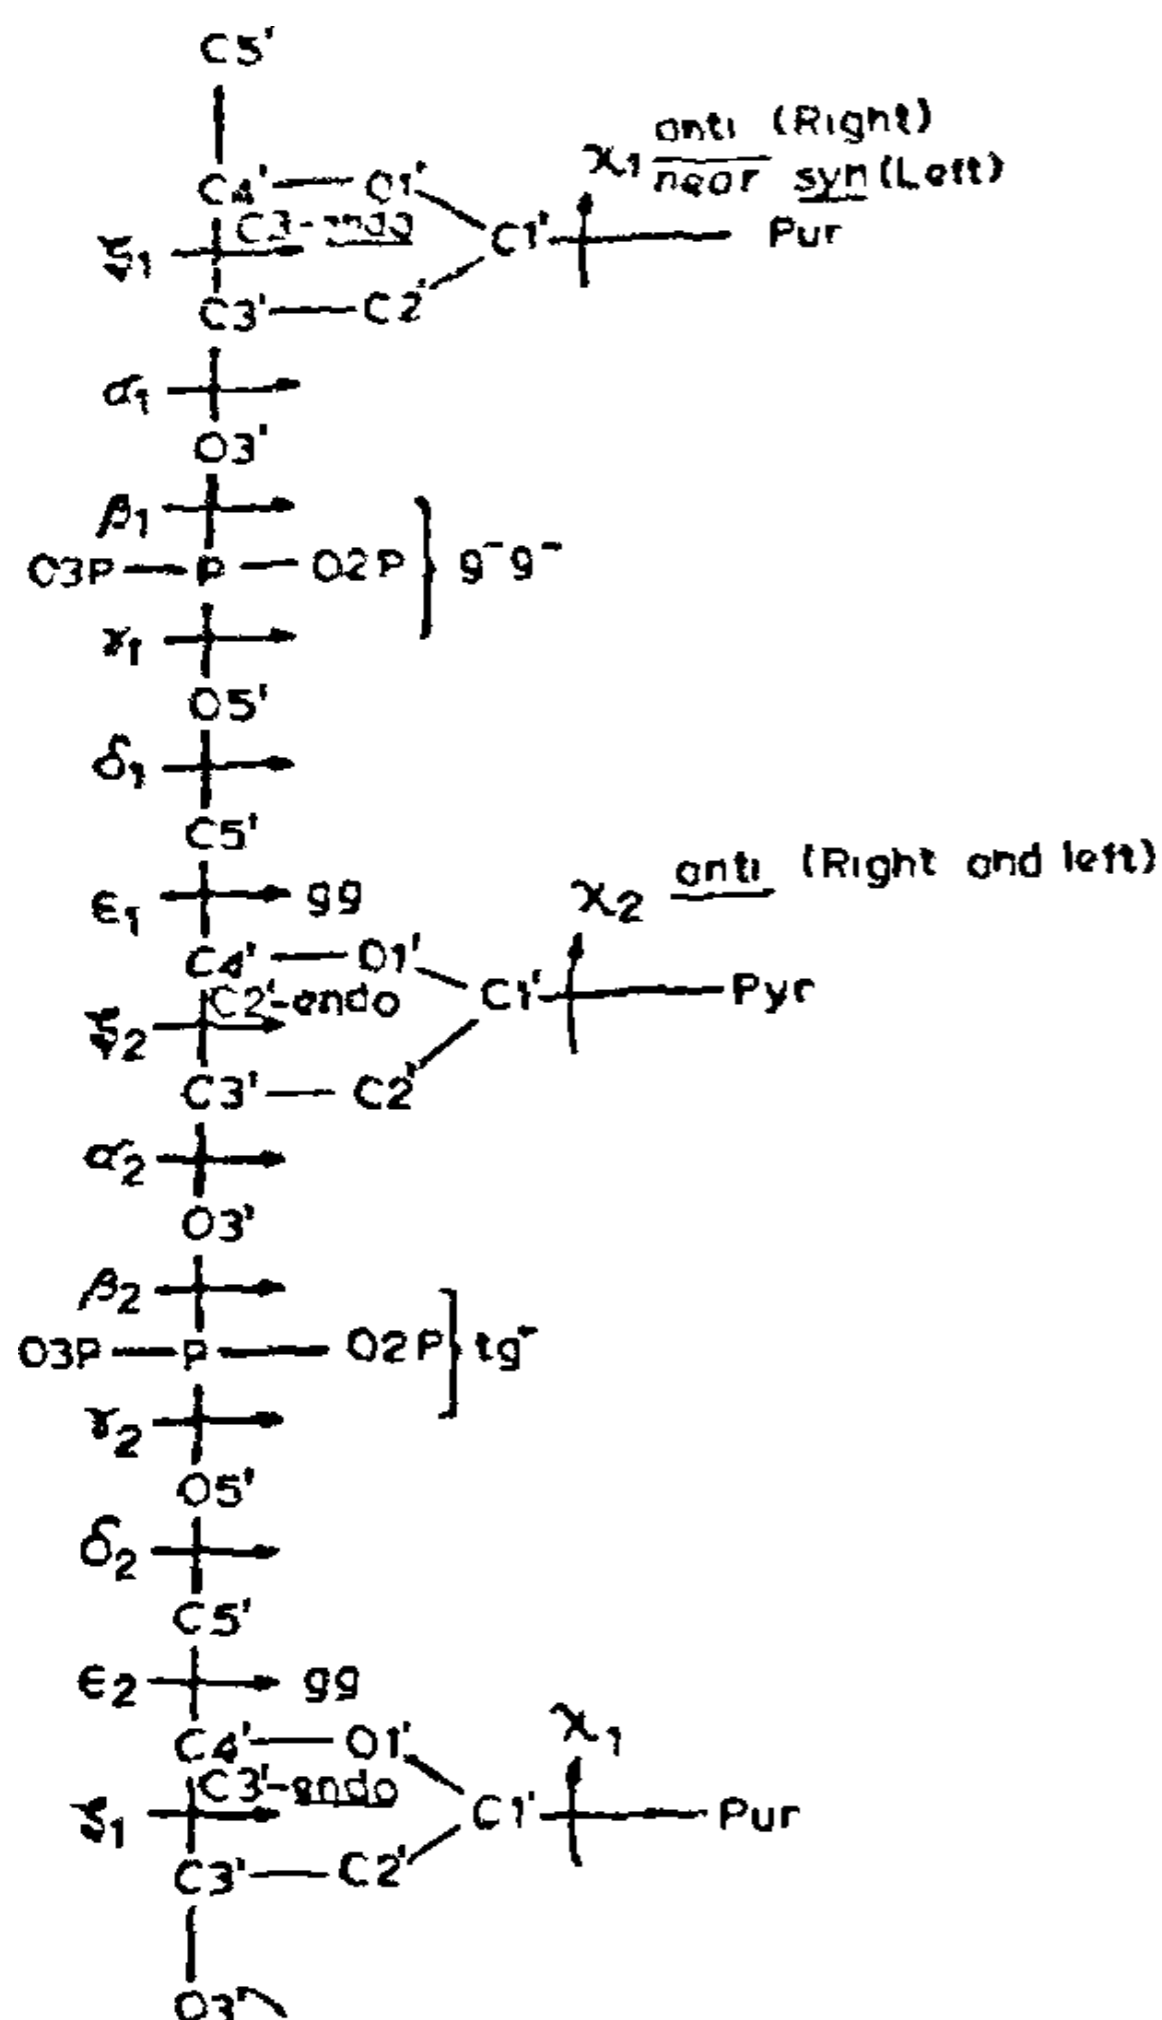 C5'
anti (Right)
χ1 near syn (Left)
C4' O1'
C3-endo
C1' Pur
ξ1
C3' C2'
α1
O3'
β1
O3P P O2P } g⁻g⁻
γ1
O5'
δ1
C5'
ε1 gg
χ2 anti (Right and left)
C4' O1'
C2'-endo
C1' Pyr
ξ2
C3' C2'
α2
O3'
β2
O3P P O2P } tg⁻
γ2
O5'
δ2
C5'
ε2 gg
χ1
C4' O1'
C3'-endo
C1' Pur
ξ1
C3' C2'
O3'